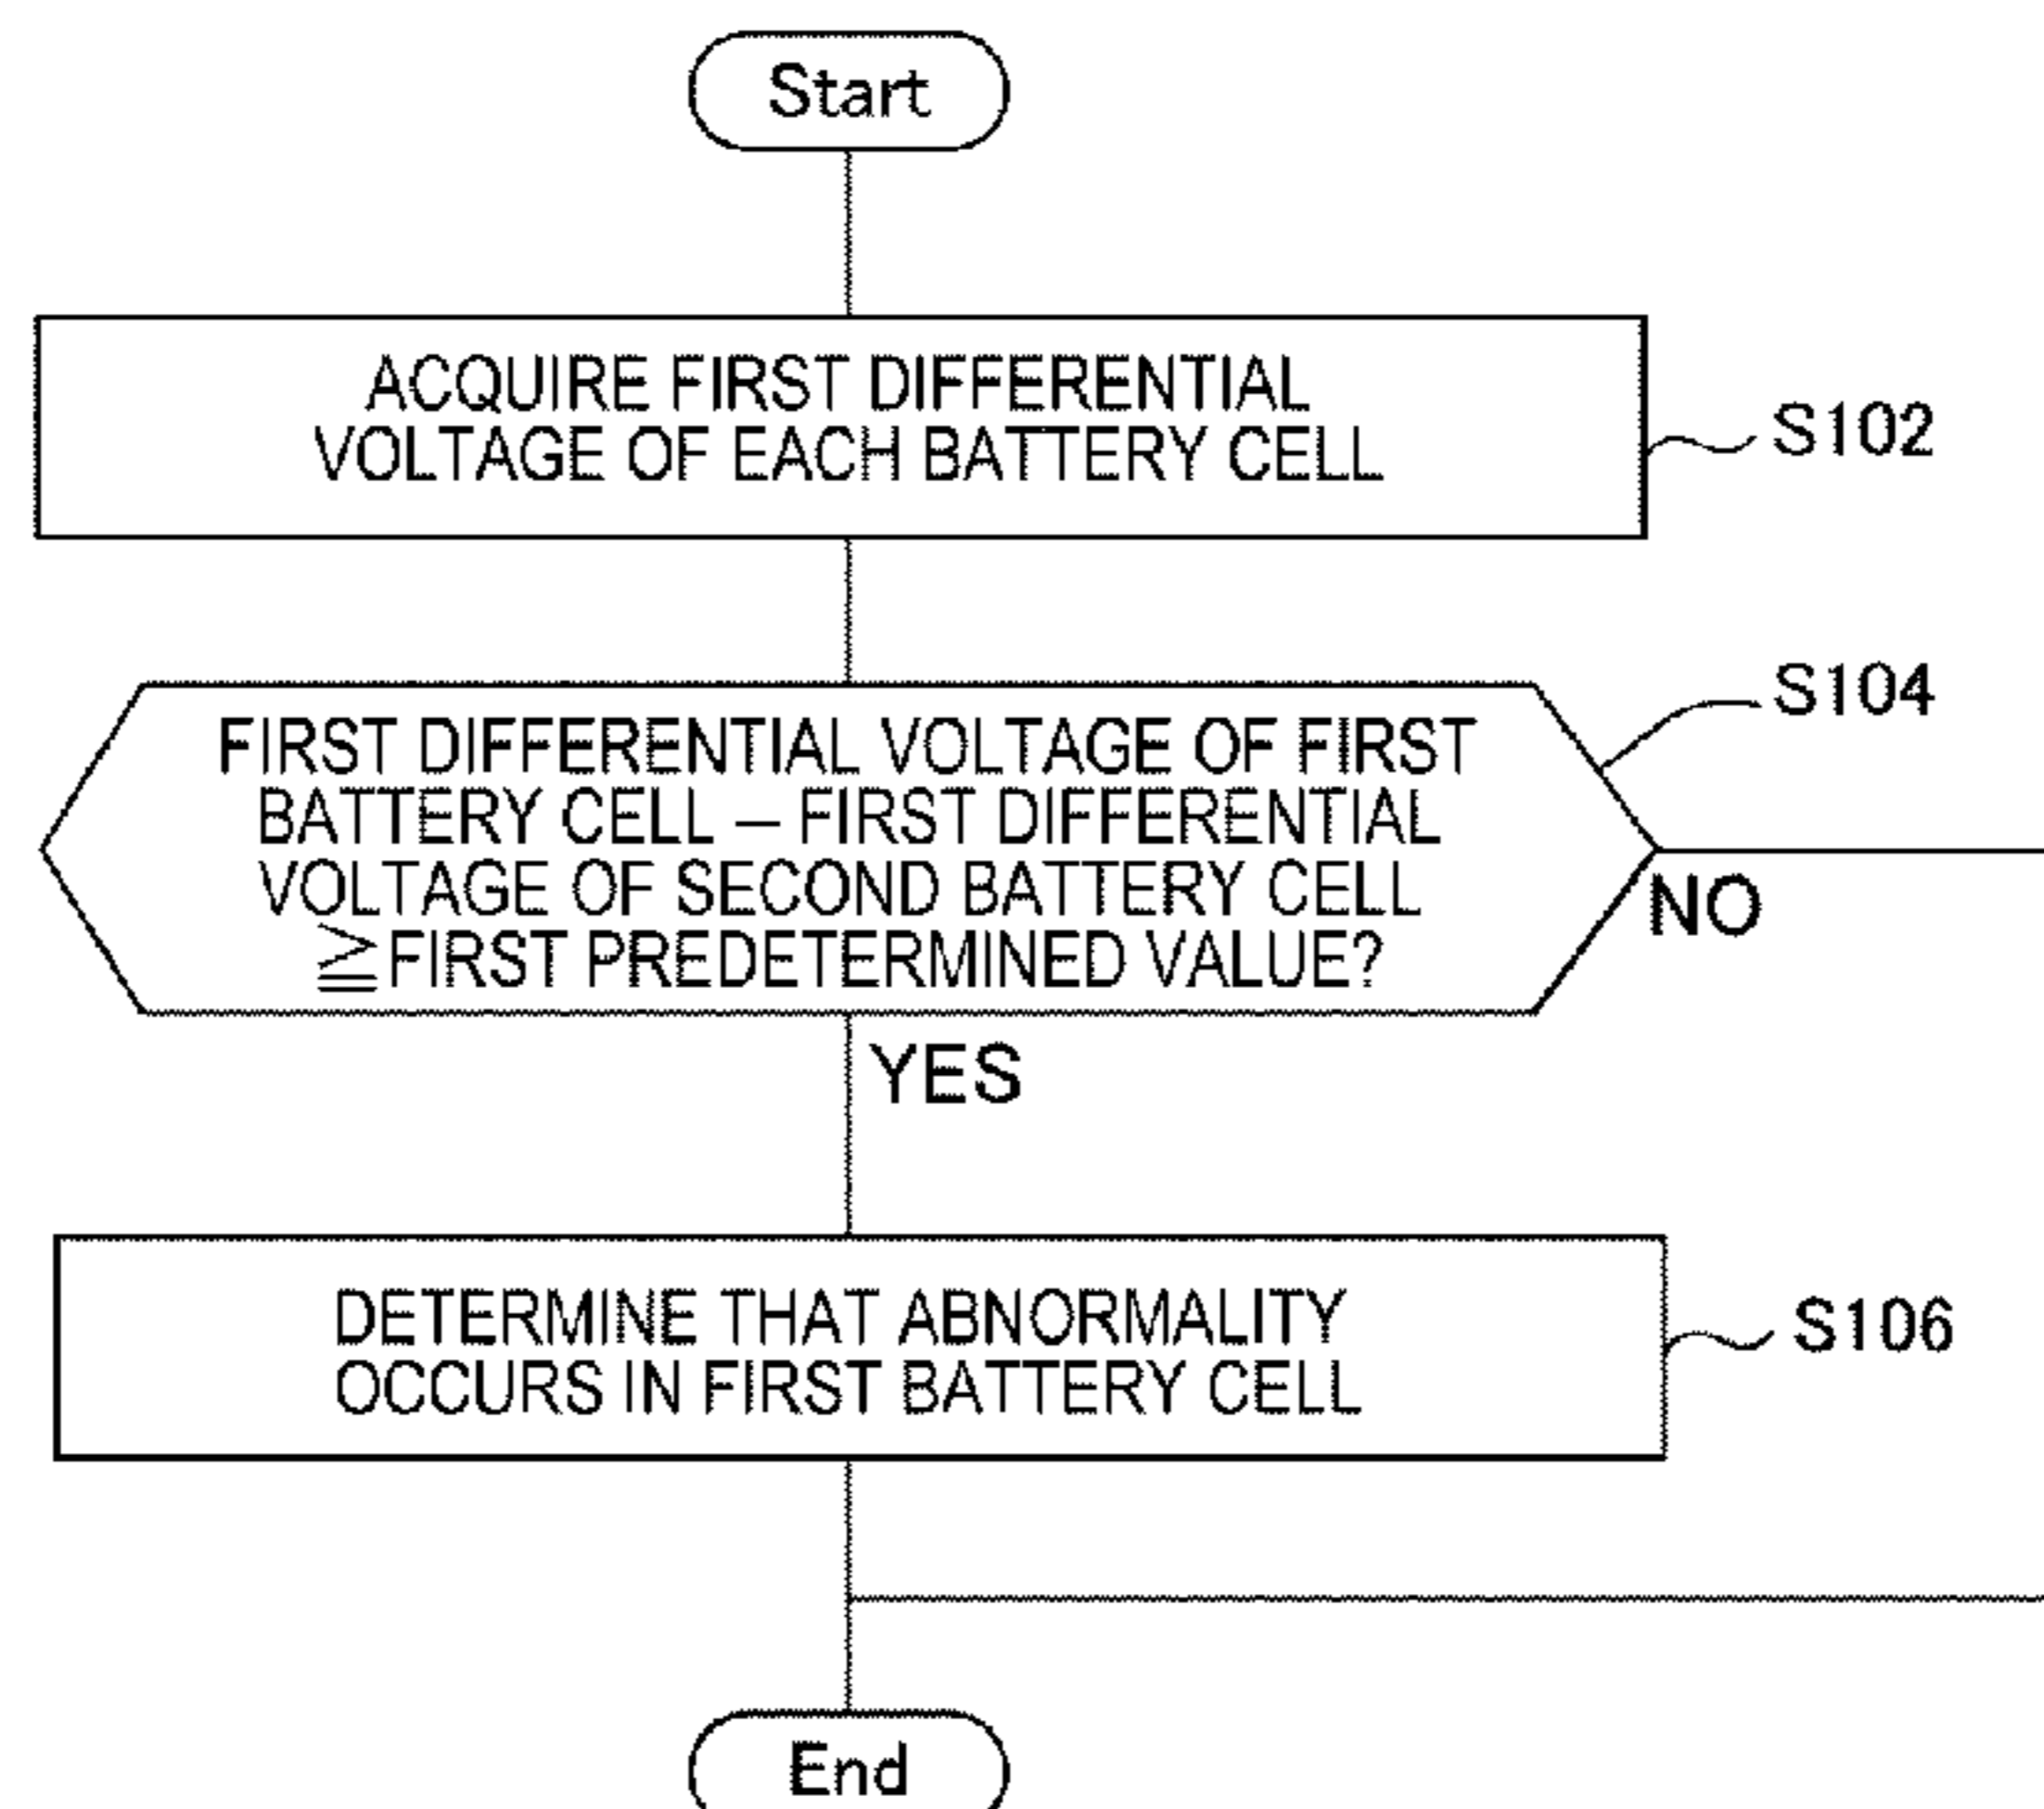 Start
ACQUIRE FIRST DIFFERENTIAL
VOLTAGE OF EACH BATTERY CELL
S102
S104
FIRST DIFFERENTIAL VOLTAGE OF FIRST
BATTERY CELL – FIRST DIFFERENTIAL
VOLTAGE OF SECOND BATTERY CELL
≧FIRST PREDETERMINED VALUE?
NO
YES
DETERMINE THAT ABNORMALITY
OCCURS IN FIRST BATTERY CELL
S106
End